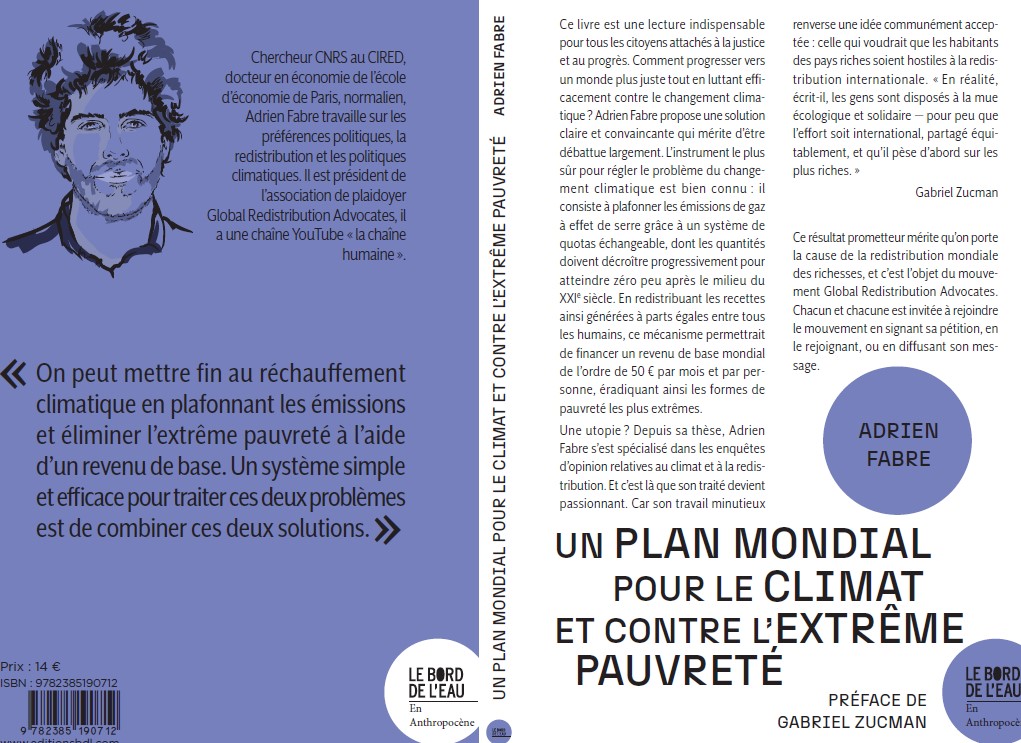 Chercheur CNRS au CIRED,
docteur en économie de l'école
d'économie de Paris, normalien,
Adrien Fabre travaille sur les
préférences politiques, la
redistribution et les politiques
climatiques. Il est président de
l'association de plaidoyer
Global Redistribution Advocates, il
a une chaîne YouTube « la chaîne
humaine ».
« On peut mettre fin au réchauffement
climatique en plafonnant les émissions
et éliminer l'extrême pauvreté à l'aide
d'un revenu de base. Un système simple
et efficace pour traiter ces deux problèmes
est de combiner ces deux solutions. »
Prix : 14 €
ISBN : 9782385190712
9 782385 190712
www.editionsbdl.com
LE BORD
DE L'EAU
En
Anthropocène
UN PLAN MONDIAL POUR LE CLIMAT ET CONTRE L'EXTRÊME PAUVRETÉ ADRIEN FABRE
LE BORD
DE L'EAU
Ce livre est une lecture indispensable
pour tous les citoyens attachés à la justice
et au progrès. Comment progresser vers
un monde plus juste tout en luttant effi-
cacement contre le changement clima-
tique ? Adrien Fabre propose une solution
claire et convaincante qui mérite d'être
débattue largement. L'instrument le plus
sûr pour régler le problème du change-
ment climatique est bien connu : il
consiste à plafonner les émissions de gaz
à effet de serre grâce à un système de
quotas échangeable, dont les quantités
doivent décroître progressivement pour
atteindre zéro peu après le milieu du
XXIe siècle. En redistribuant les recettes
ainsi générées à parts égales entre tous
les humains, ce mécanisme permettrait
de financer un revenu de base mondial
de l'ordre de 50 € par mois et par per-
sonne, éradiquant ainsi les formes de
pauvreté les plus extrêmes.
Une utopie ? Depuis sa thèse, Adrien
Fabre s'est spécialisé dans les enquêtes
d'opinion relatives au climat et à la redis-
tribution. Et c'est là que son traité devient
passionnant. Car son travail minutieux
renverse une idée communément accep-
tée : celle qui voudrait que les habitants
des pays riches soient hostiles à la redis-
tribution internationale. « En réalité,
écrit-il, les gens sont disposés à la mue
écologique et solidaire — pour peu que
l'effort soit international, partagé équi-
tablement, et qu'il pèse d'abord sur les
plus riches. »
Gabriel Zucman
Ce résultat prometteur mérite qu'on porte
la cause de la redistribution mondiale
des richesses, et c'est l'objet du mouve-
ment Global Redistribution Advocates.
Chacun et chacune est invitée à rejoindre
le mouvement en signant sa pétition, en
le rejoignant, ou en diffusant son mes-
sage.
ADRIEN
FABRE
UN PLAN MONDIAL
POUR LE CLIMAT
ET CONTRE L'EXTRÊME
PAUVRETÉ
PRÉFACE DE
GABRIEL ZUCMAN
LE BORD
DE L'EAU
En
Anthropocè